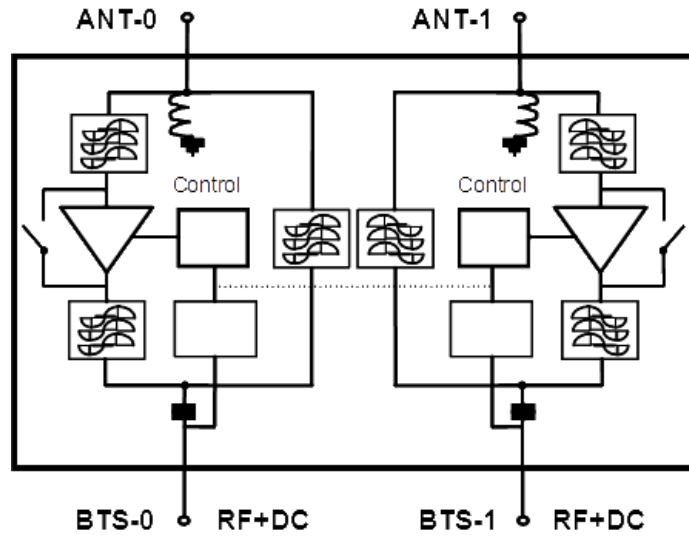 ANT-0 ANT-1
Control Control
BTS-0 RF+DC BTS-1 RF+DC